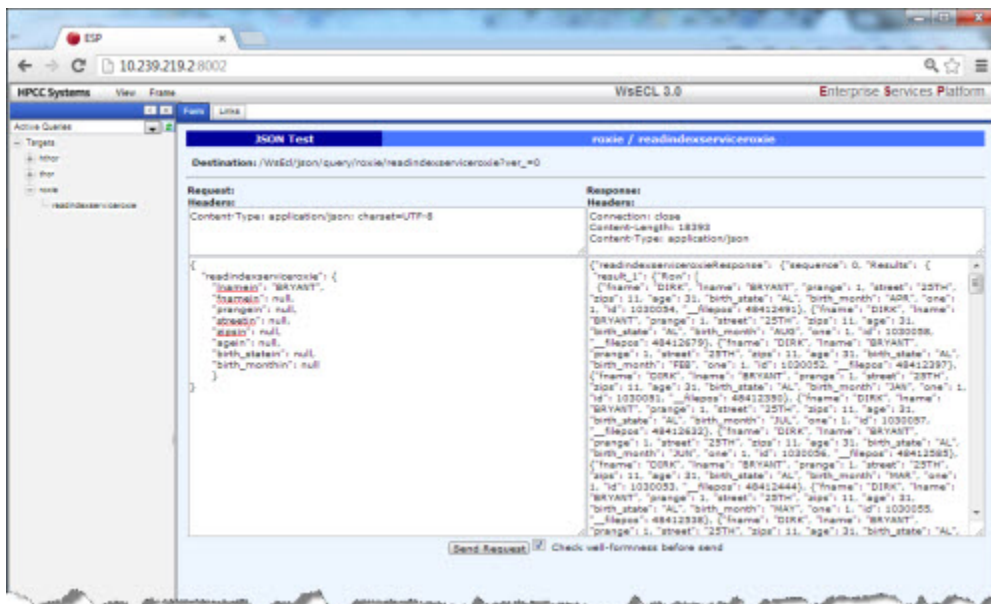 ESP
10.239.219.2:8002
HPCC Systems View Frame WsECL 3.0 Enterprise Services Platform
Form Links
Active Queries
Targets
hthor
thor
roxie
readindexserviceroxie
JSON Test roxie / readindexserviceroxie
Destination: /WsEcl/json/query/roxie/readindexserviceroxie?ver_=0
Request:
Headers:
Content-Type: application/json; charset=UTF-8
{
"readindexserviceroxie": {
"lnamein": "BRYANT",
"fnamein": null,
"prangein": null,
"streetin": null,
"zipsin": null,
"agein": null,
"birth_statein": null,
"birth_monthin": null
}
}
Response:
Headers:
Connection: close
Content-Length: 18393
Content-Type: application/json
{"readindexserviceroxieResponse": {"sequence": 0, "Results": {
"result_1": {"Row": [
{"fname": "DIRK", "lname": "BRYANT", "prange": 1, "street": "25TH",
"zips": 11, "age": 31, "birth_state": "AL", "birth_month": "APR", "one":
1, "id": 1030054, "__filepos": 48412491}, {"fname": "DIRK", "lname":
"BRYANT", "prange": 1, "street": "25TH", "zips": 11, "age": 31,
"birth_state": "AL", "birth_month": "AUG", "one": 1, "id": 1030058,
"__filepos": 48412679}, {"fname": "DIRK", "lname": "BRYANT",
"prange": 1, "street": "25TH", "zips": 11, "age": 31, "birth_state": "AL",
"birth_month": "FEB", "one": 1, "id": 1030052, "__filepos": 48412397},
{"fname": "DIRK", "lname": "BRYANT", "prange": 1, "street": "25TH",
"zips": 11, "age": 31, "birth_state": "AL", "birth_month": "JAN", "one": 1,
"id": 1030051, "__filepos": 48412350}, {"fname": "DIRK", "lname":
"BRYANT", "prange": 1, "street": "25TH", "zips": 11, "age": 31,
"birth_state": "AL", "birth_month": "JUL", "one": 1, "id": 1030057,
"__filepos": 48412632}, {"fname": "DIRK", "lname": "BRYANT",
"prange": 1, "street": "25TH", "zips": 11, "age": 31, "birth_state": "AL",
"birth_month": "JUN", "one": 1, "id": 1030056, "__filepos": 48412585},
{"fname": "DIRK", "lname": "BRYANT", "prange": 1, "street": "25TH",
"zips": 11, "age": 31, "birth_state": "AL", "birth_month": "MAR", "one":
1, "id": 1030053, "__filepos": 48412444}, {"fname": "DIRK", "lname":
"BRYANT", "prange": 1, "street": "25TH", "zips": 11, "age": 31,
"birth_state": "AL", "birth_month": "MAY", "one": 1, "id": 1030055,
"__filepos": 48412538}, {"fname": "DIRK", "lname": "BRYANT",
"prange": 1, "street": "25TH", "zips": 11, "age": 31, "birth_state": "AL",
Send Request Check well-formness before send